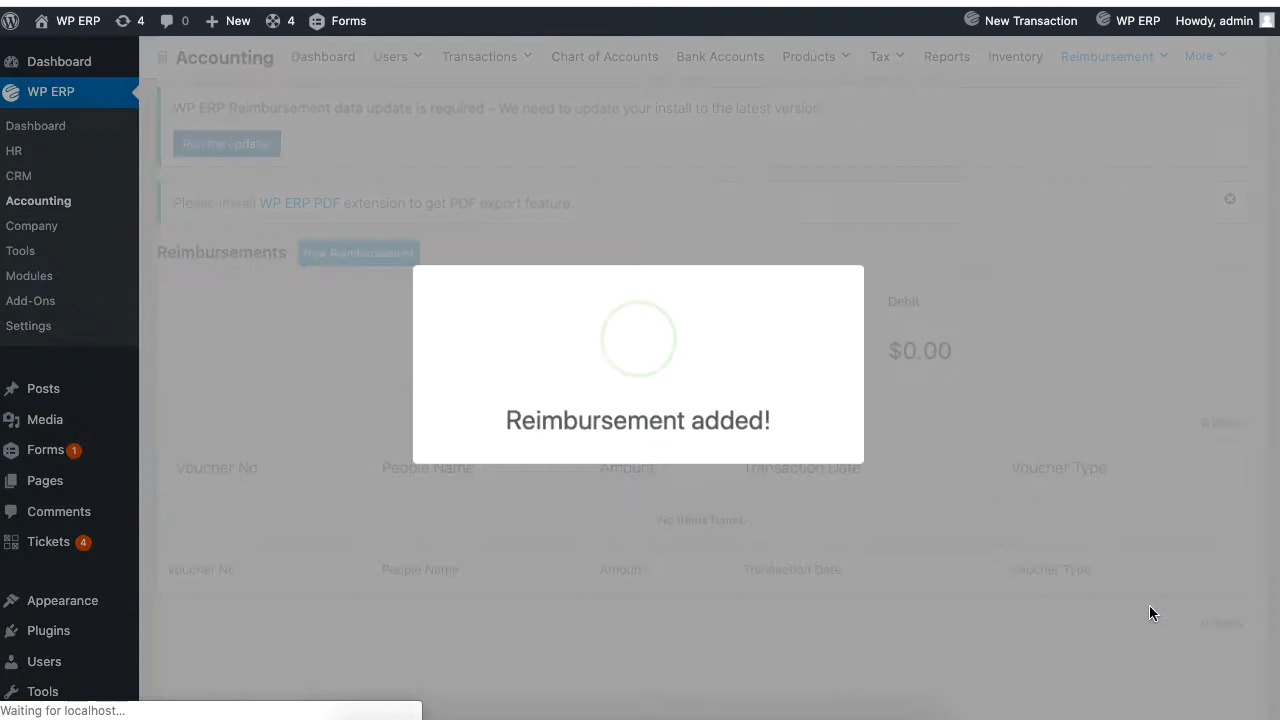 WP ERP 4 0 New 4 Forms New Transaction WP ERP Howdy, admin
Dashboard
WP ERP
Dashboard
HR
CRM
Accounting
Company
Tools
Modules
Add-Ons
Settings
Posts
Media
Forms 1
Pages
Comments
Tickets 4
Appearance
Plugins
Users
Tools
Accounting Dashboard Users Transactions Chart of Accounts Bank Accounts Products Tax Reports Inventory Reimbursement More
WP ERP Reimbursement data update is required – We need to update your install to the latest version
Run the update
Please install WP ERP PDF extension to get PDF export feature.
Reimbursements New Reimbursement
Debit
$0.00
0 items
Reimbursement added!
Voucher No People Name Amount Transaction Date Voucher Type
No items found.
Voucher No People Name Amount Transaction Date Voucher Type
0 items
Waiting for localhost...